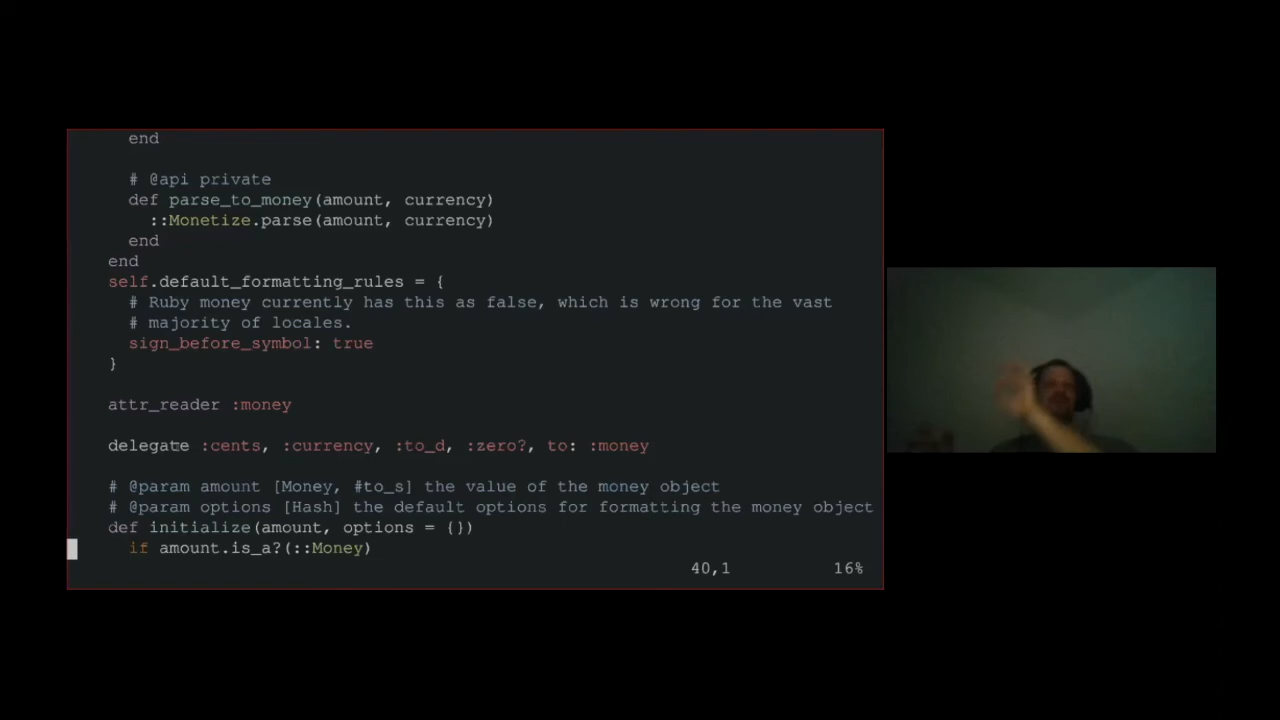 end
# @api private
def parse_to_money(amount, currency)
::Monetize.parse(amount, currency)
end
end
self.default_formatting_rules = {
# Ruby money currently has this as false, which is wrong for the vast
# majority of locales.
sign_before_symbol: true
}
attr_reader :money
delegate :cents, :currency, :to_d, :zero?, to: :money
# @param amount [Money, #to_s] the value of the money object
# @param options [Hash] the default options for formatting the money object
def initialize(amount, options = {})
if amount.is_a?(::Money)
40,1 16%